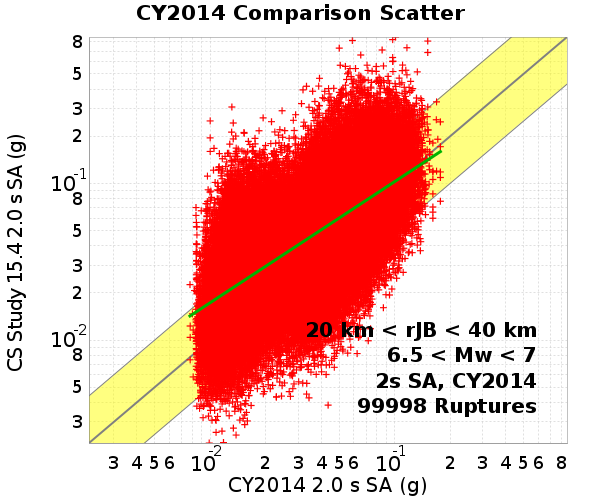 CY2014 Comparison Scatter
8
5
3
2
10-1
8
5
3
2
10-2
8
5
3
CS Study 15.4 2.0 s SA (g)
20 km < rJB < 40 km
6.5 < Mw < 7
2s SA, CY2014
99998 Ruptures
3 4 5 6 10-2 2 3 4 5 6 10-1 2 3 4 5 6 8
CY2014 2.0 s SA (g)